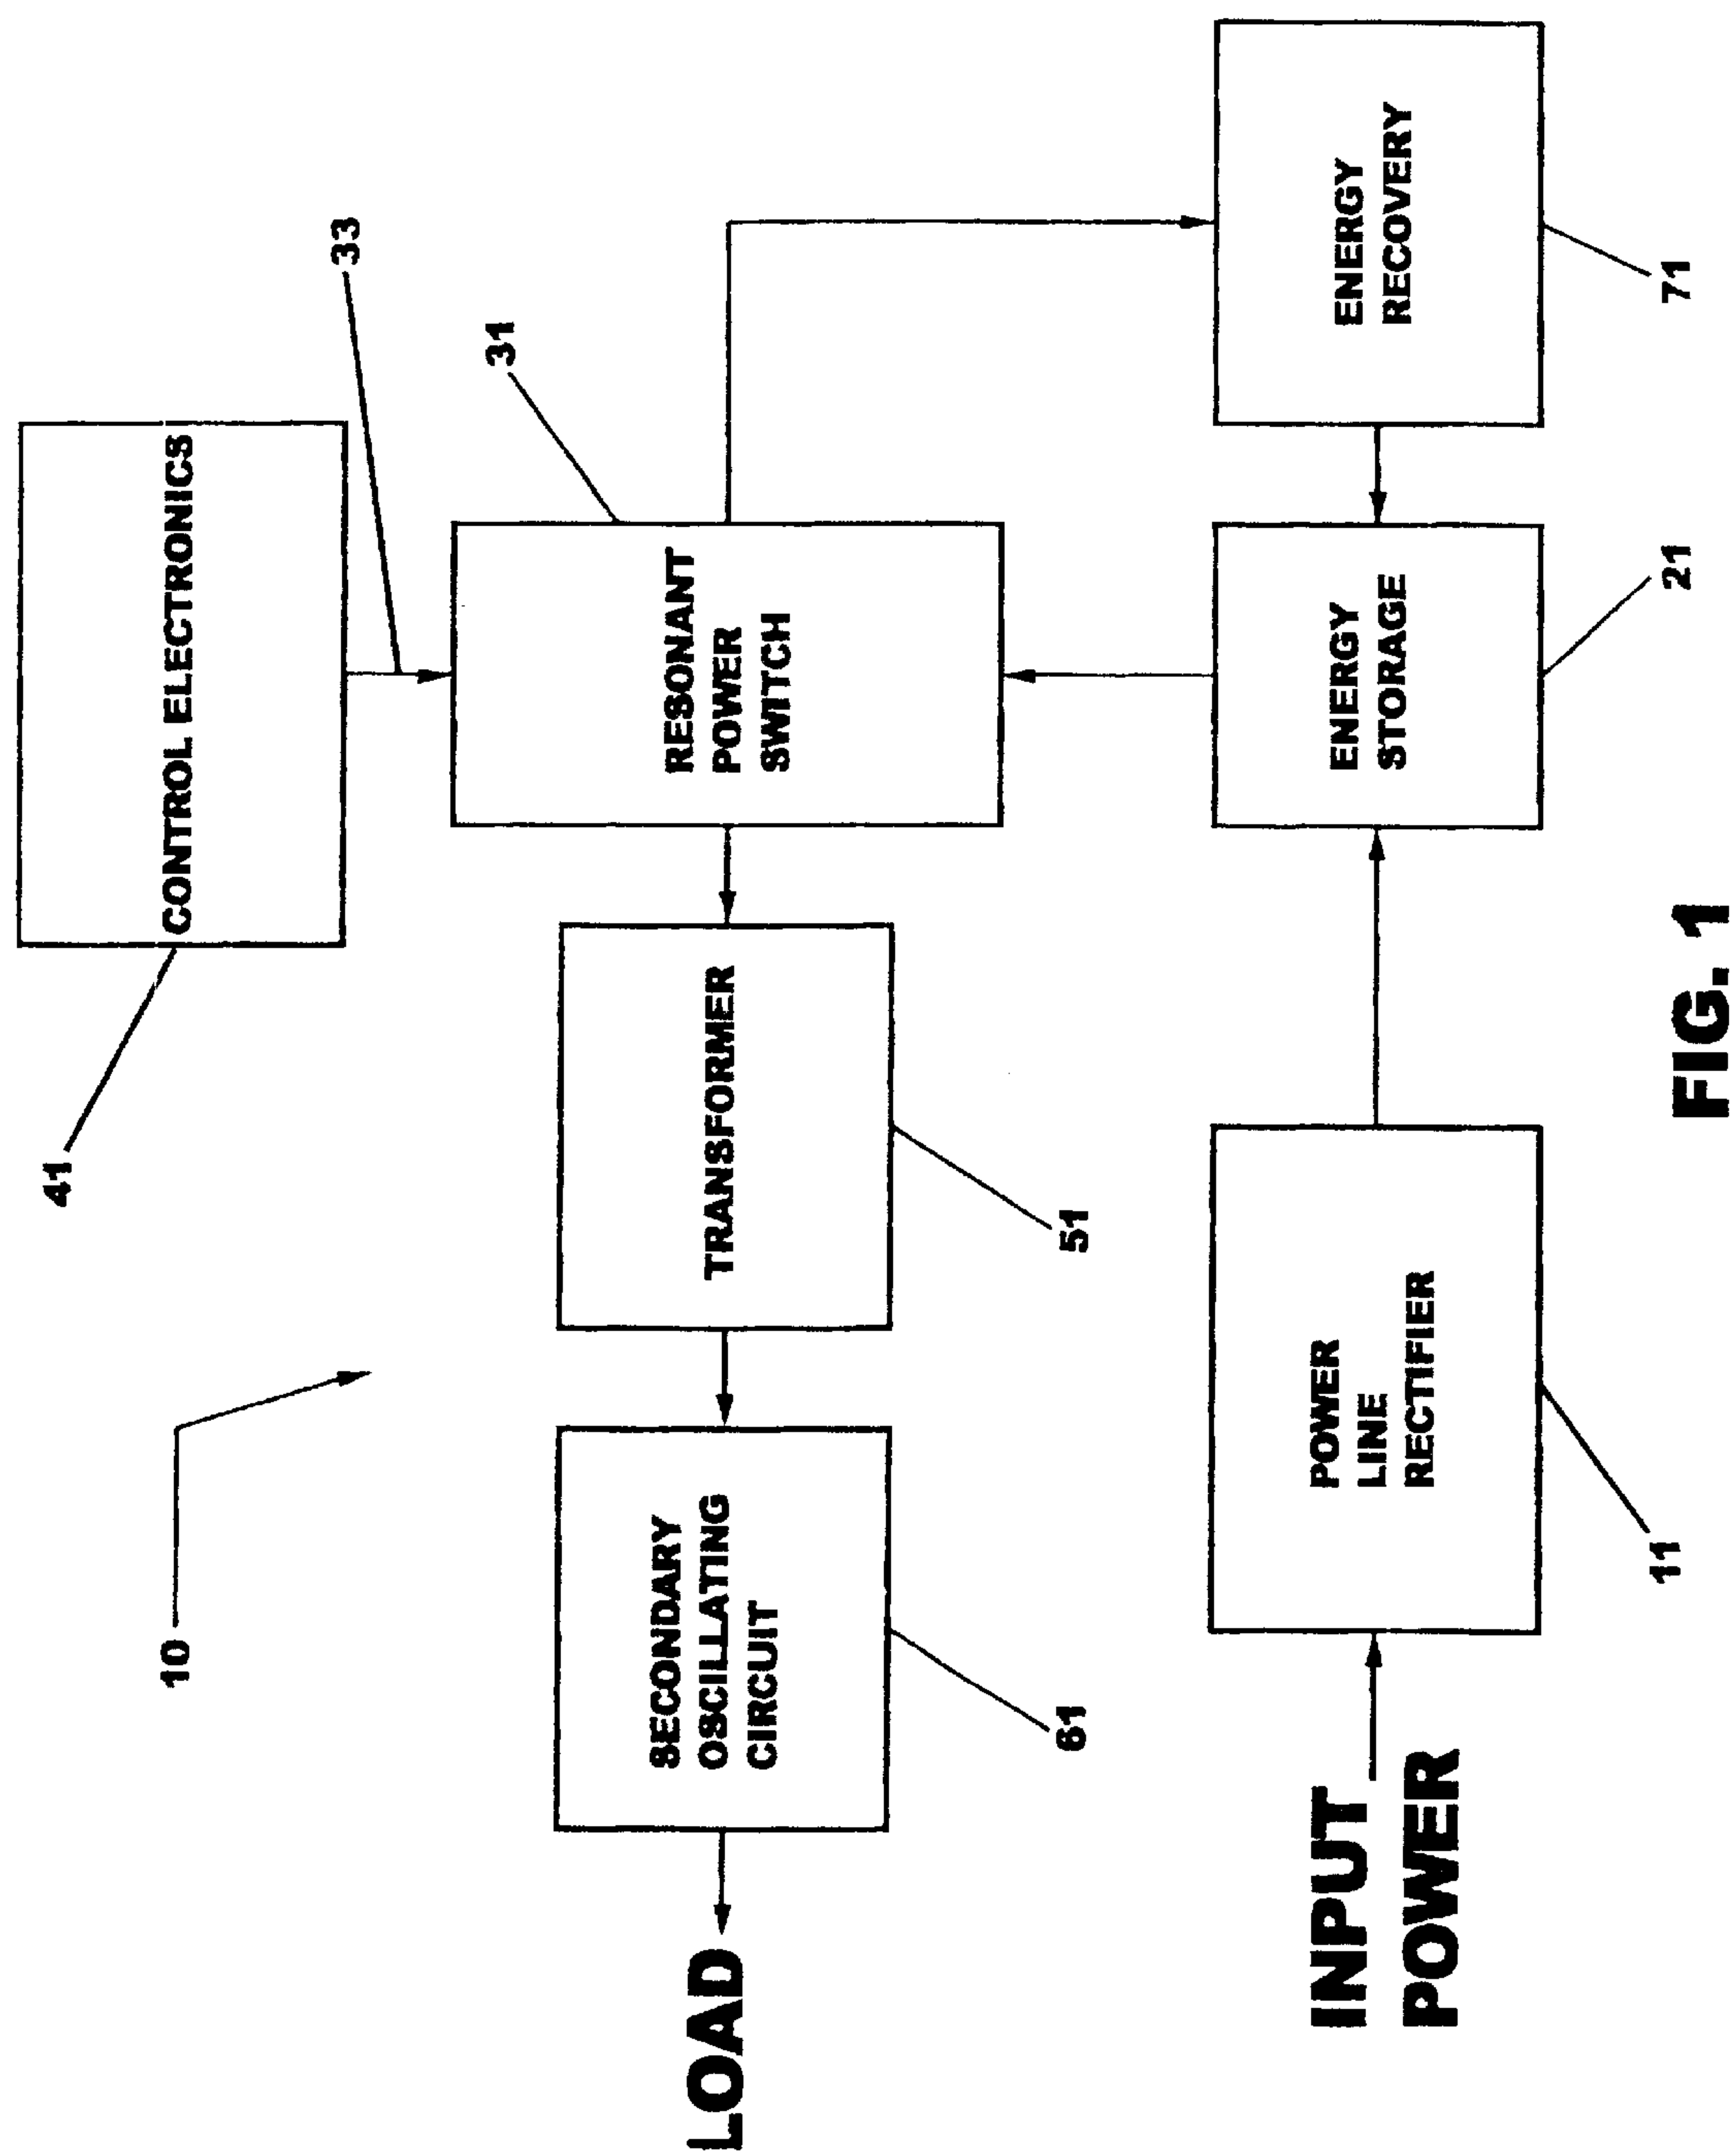 41
10
CONTROL ELECTRONICS
33
31
LOAD
SECONDARY
OSCILLATING
CIRCUIT
TRANSFORMER
RESONANT
POWER
SWITCH
61
51
INPUT
POWER
POWER
LINE
RECTIFIER
ENERGY
STORAGE
ENERGY
RECOVERY
11
21
71
FIG. 1